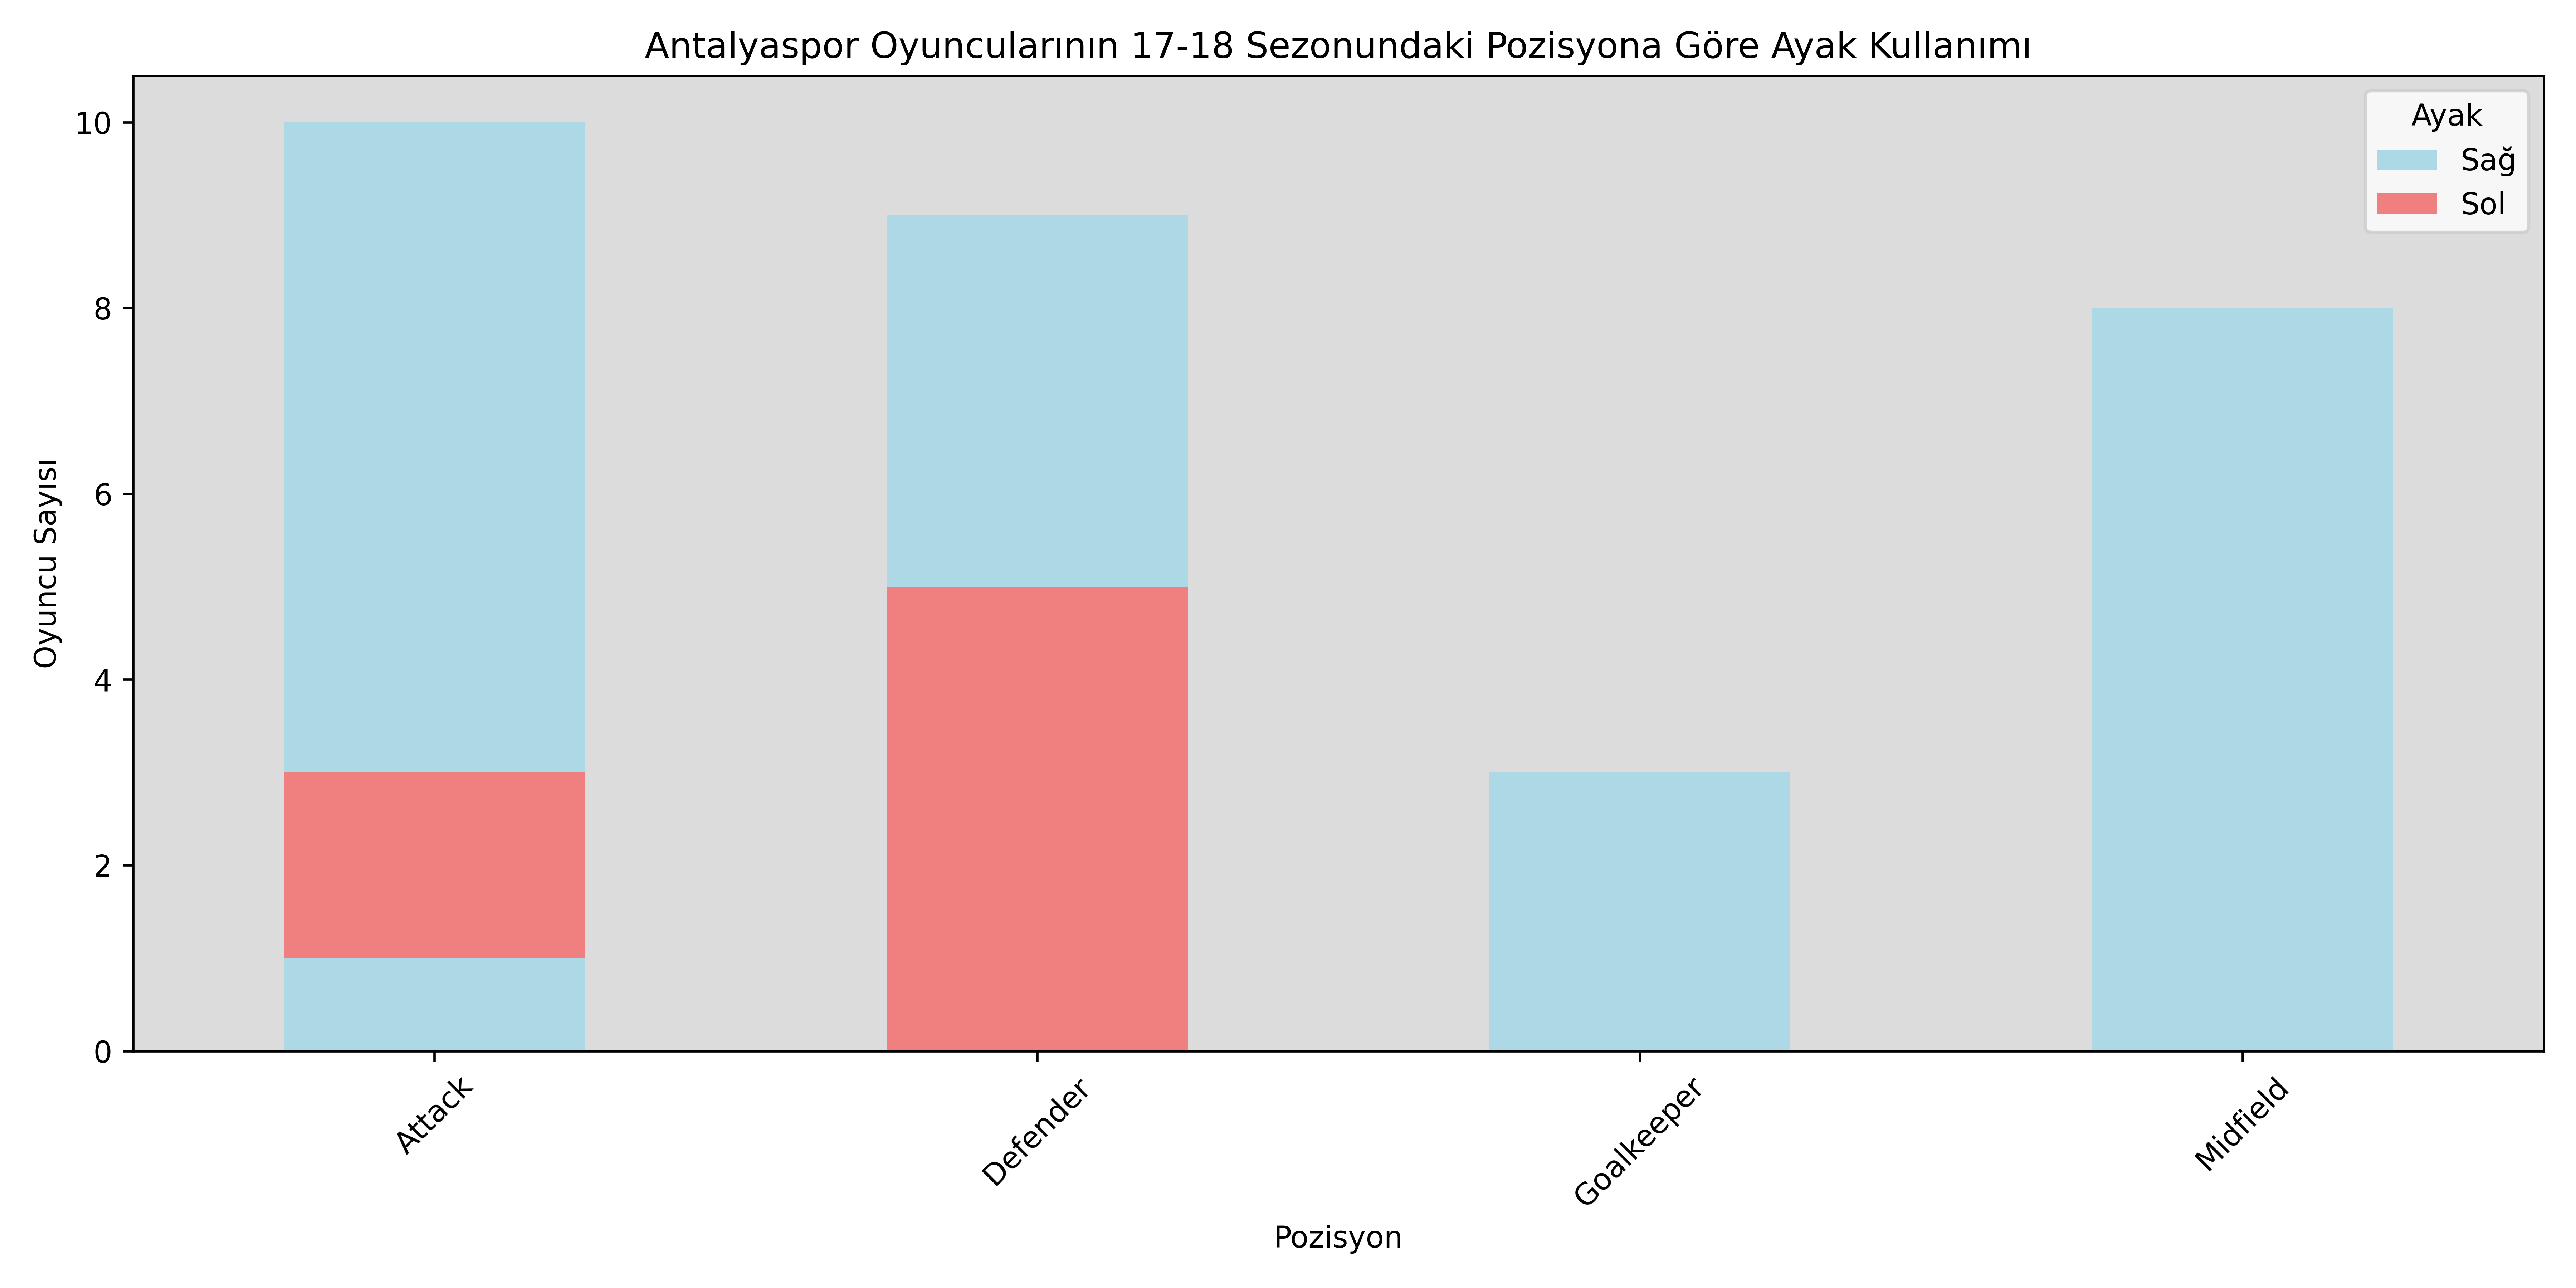 Antalyaspor Oyuncularının 17-18 Sezonundaki Pozisyona Göre Ayak Kullanımı
Ayak
Sağ
Sol
Oyuncu Sayısı
10
8
6
4
2
0
Attack
Defender
Goalkeeper
Midfield
Pozisyon